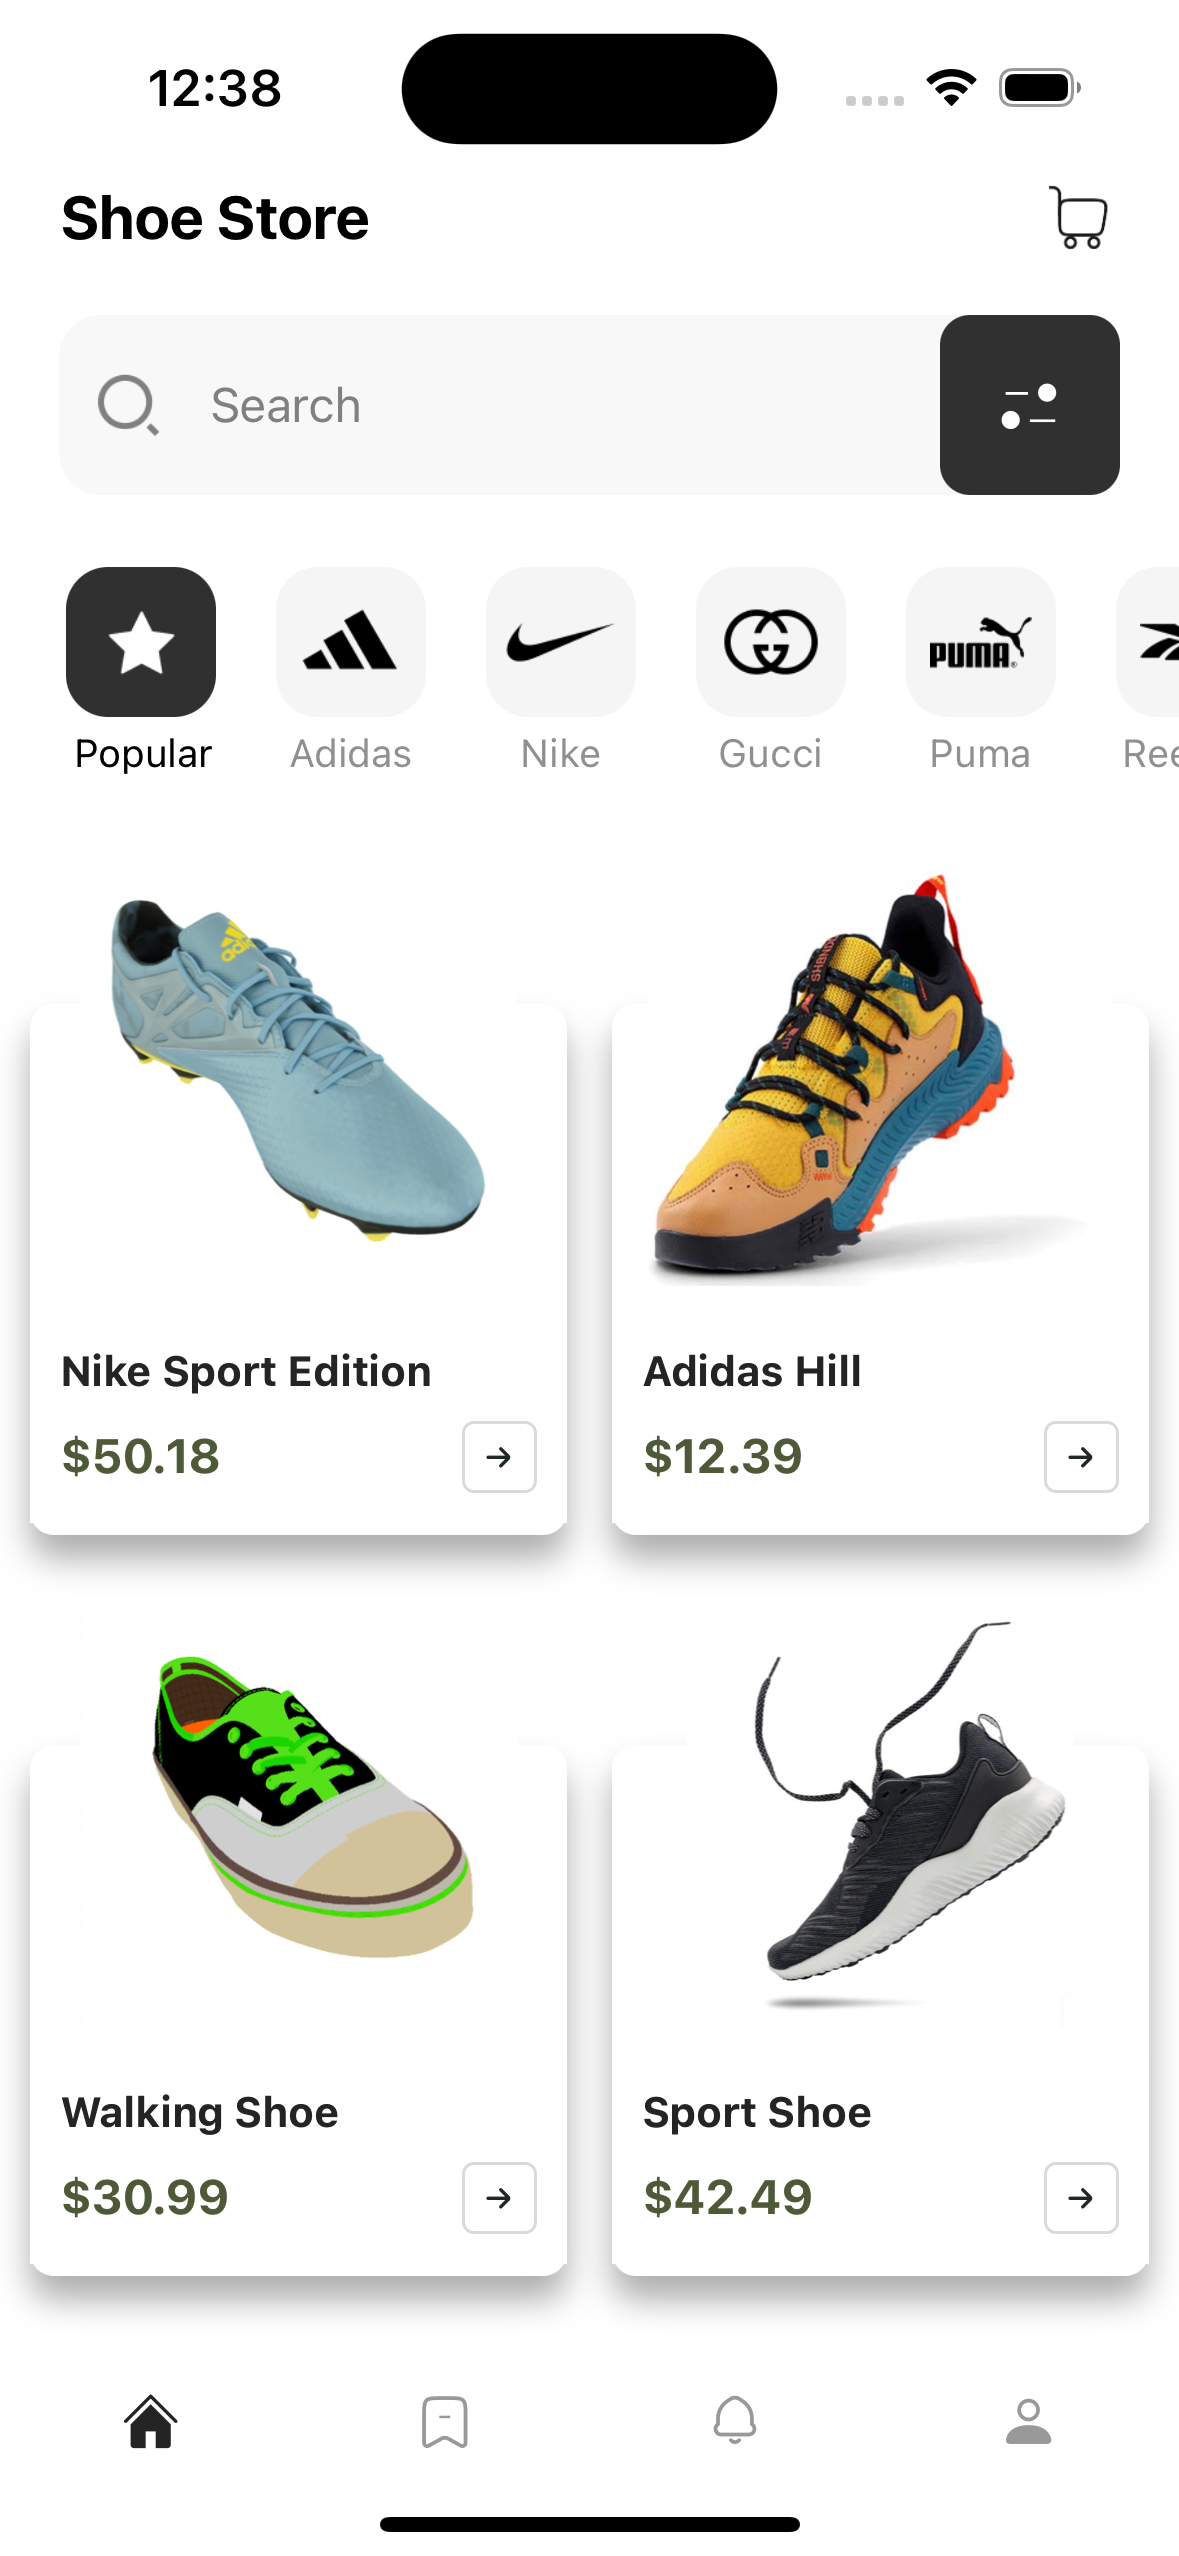 12:38
Shoe Store
Search
PUMA
Popular
Adidas
Nike
Gucci
Puma
Ree
Nike Sport Edition
Adidas Hill
$50.18
$12.39
Walking Shoe
Sport Shoe
$30.99
$42.49